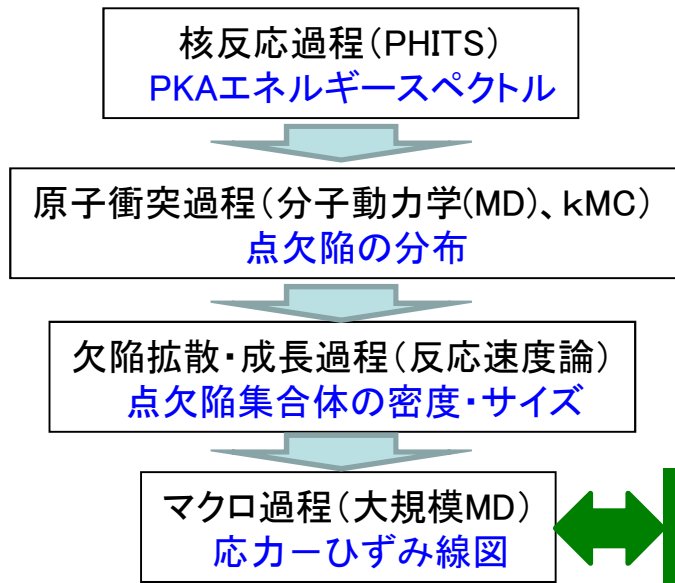 核反応過程(PHITS)
PKAエネルギースペクトル
原子衝突過程(分子動力学(MD)、kMC)
点欠陥の分布
欠陥拡散・成長過程(反応速度論)
点欠陥集合体の密度・サイズ
マクロ過程(大規模MD)
応力-ひずみ線図